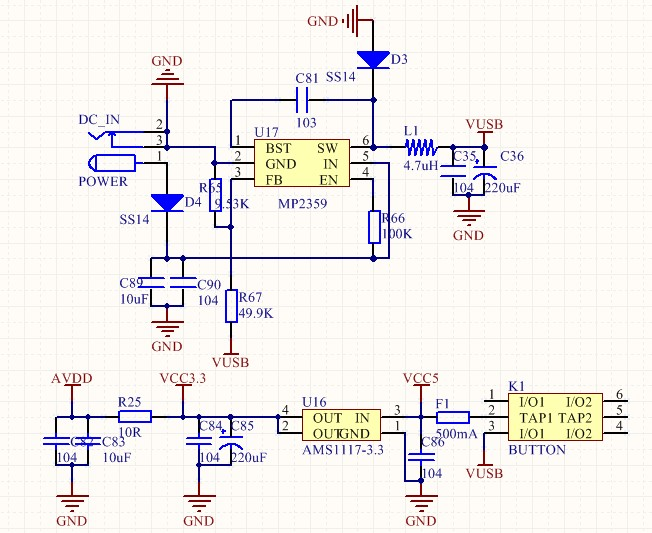 GND
D3
SS14
GND
C81
103
DC_IN
2
3
1
POWER
U17
1 BST SW 6
2 GND IN 5
3 FB EN 4
MP2359
L1
4.7uH
VUSB
C35
104
C36
220uF
GND
R65
9.53K
D4
SS14
R66
100K
C89
10uF
C90
104
GND
R67
49.9K
VUSB
AVDD
R25
10R
C82
104
C83
10uF
GND
VCC3.3
C84
104
C85
220uF
GND
U16
4 OUT IN 3
2 OUT GND 1
AMS1117-3.3
VCC5
F1
500mA
C86
104
GND
K1
1 I/O1 I/O2 6
2 TAP1 TAP2 5
3 I/O1 I/O2 4
BUTTON
VUSB